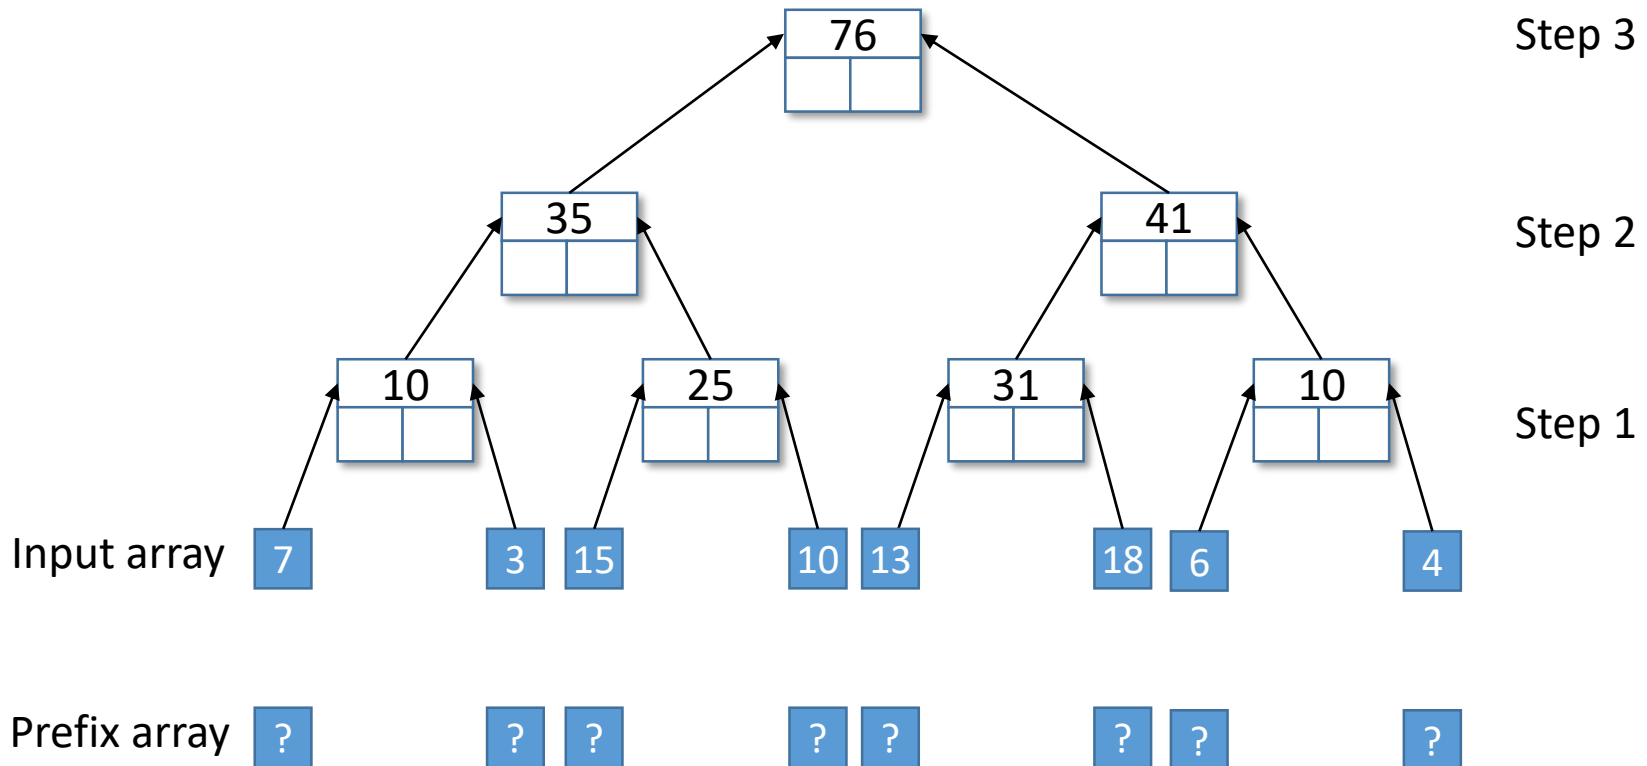 76 Step 3
35 41 Step 2
10 25 31 10 Step 1
Input array 7 3 15 10 13 18 6 4
Prefix array ? ? ? ? ? ? ? ?